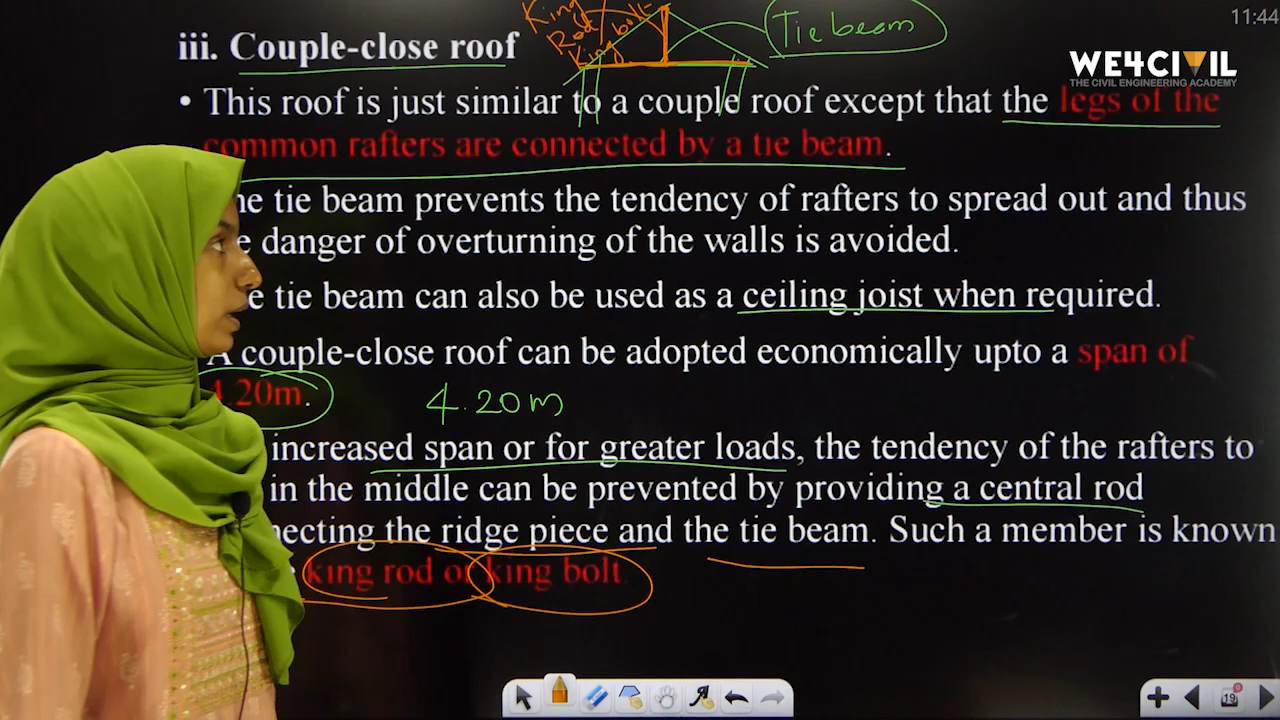 King
Rod
King bolt
Tie beam
11:44
WE4CIVIL
THE CIVIL ENGINEERING ACADEMY
iii. Couple-close roof
• This roof is just similar to a couple roof except that the legs of the
common rafters are connected by a tie beam.
he tie beam prevents the tendency of rafters to spread out and thus
e danger of overturning of the walls is avoided.
e tie beam can also be used as a ceiling joist when required.
A couple-close roof can be adopted economically upto a span of
4.20m. 4.20m
increased span or for greater loads, the tendency of the rafters to
in the middle can be prevented by providing a central rod
necting the ridge piece and the tie beam. Such a member is known
king rod or king bolt
19